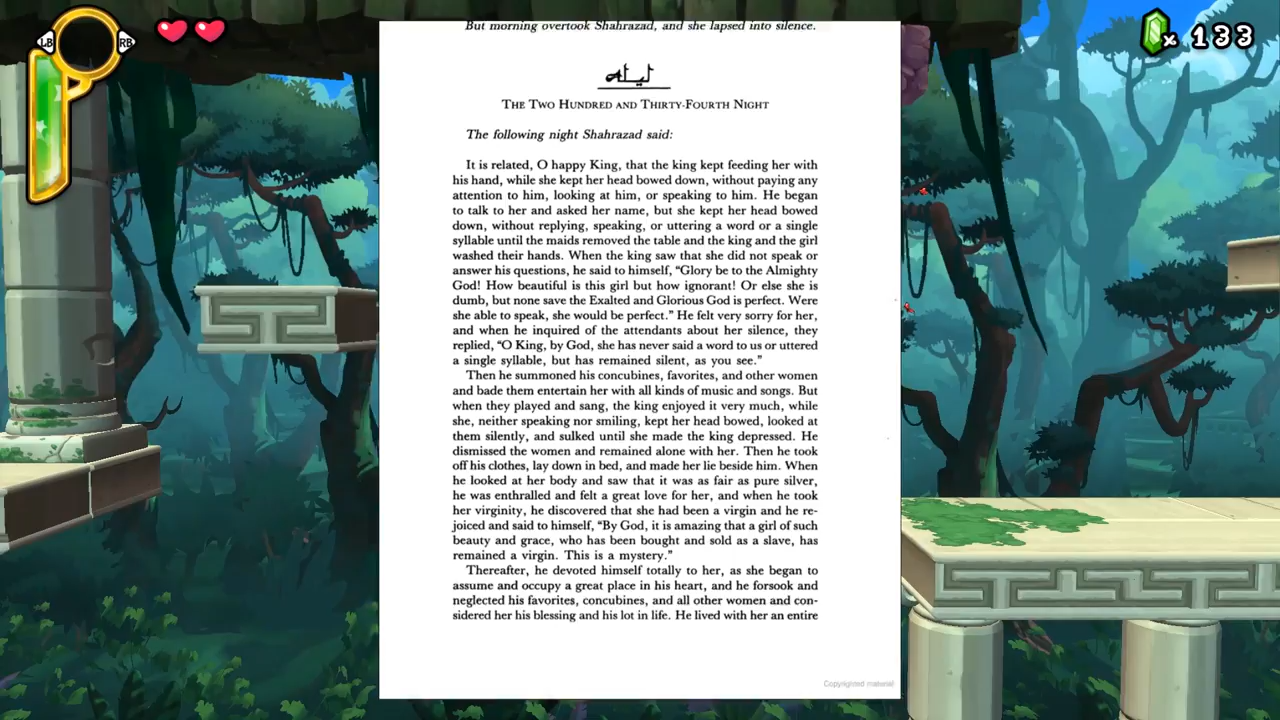 LB
RB
x 133
But morning overtook Shahrazad, and she lapsed into silence.
ليلة
THE TWO HUNDRED AND THIRTY-FOURTH NIGHT
The following night Shahrazad said:
It is related, O happy King, that the king kept feeding her with
his hand, while she kept her head bowed down, without paying any
attention to him, looking at him, or speaking to him. He began
to talk to her and asked her name, but she kept her head bowed
down, without replying, speaking, or uttering a word or a single
syllable until the maids removed the table and the king and the girl
washed their hands. When the king saw that she did not speak or
answer his questions, he said to himself, “Glory be to the Almighty
God! How beautiful is this girl but how ignorant! Or else she is
dumb, but none save the Exalted and Glorious God is perfect. Were
she able to speak, she would be perfect.” He felt very sorry for her,
and when he inquired of the attendants about her silence, they
replied, “O King, by God, she has never said a word to us or uttered
a single syllable, but has remained silent, as you see.”
Then he summoned his concubines, favorites, and other women
and bade them entertain her with all kinds of music and songs. But
when they played and sang, the king enjoyed it very much, while
she, neither speaking nor smiling, kept her head bowed, looked at
them silently, and sulked until she made the king depressed. He
dismissed the women and remained alone with her. Then he took
off his clothes, lay down in bed, and made her lie beside him. When
he looked at her body and saw that it was as fair as pure silver,
he was enthralled and felt a great love for her, and when he took
her virginity, he discovered that she had been a virgin and he re-
joiced and said to himself, “By God, it is amazing that a girl of such
beauty and grace, who has been bought and sold as a slave, has
remained a virgin. This is a mystery.”
Thereafter, he devoted himself totally to her, as she began to
assume and occupy a great place in his heart, and he forsook and
neglected his favorites, concubines, and all other women and con-
sidered her his blessing and his lot in life. He lived with her an entire
Copyrighted material